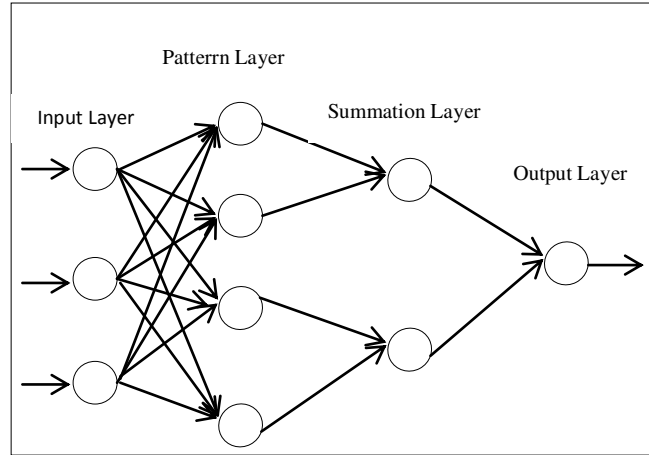 Patterrn Layer
Summation Layer
Input Layer
Output Layer